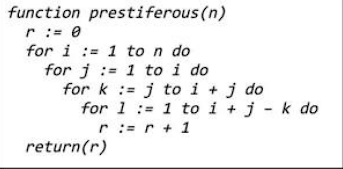 function prestiferous(n)
r := 0
for i := 1 to n do
for j := 1 to i do
for k := j to i + j do
for l := 1 to i + j - k do
r := r + 1
return(r)